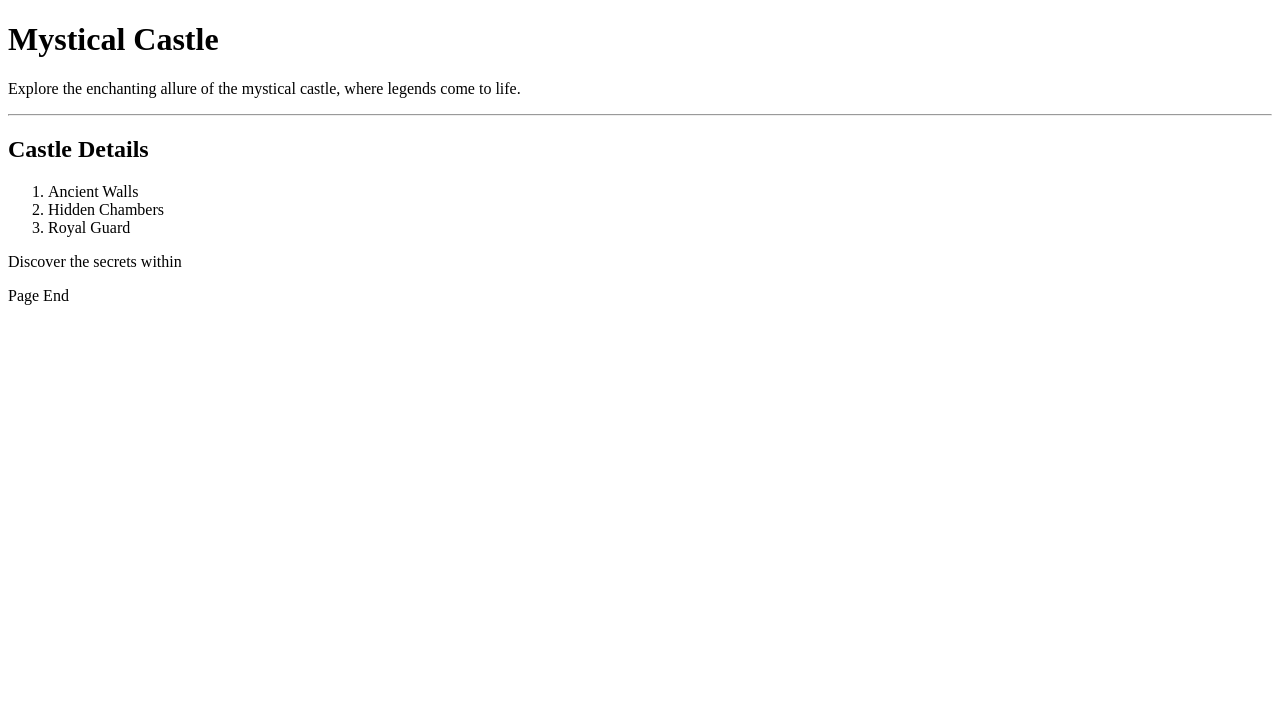 Mystical Castle
Explore the enchanting allure of the mystical castle, where legends come to life.
Castle Details
1. Ancient Walls
2. Hidden Chambers
3. Royal Guard
Discover the secrets within
Page End